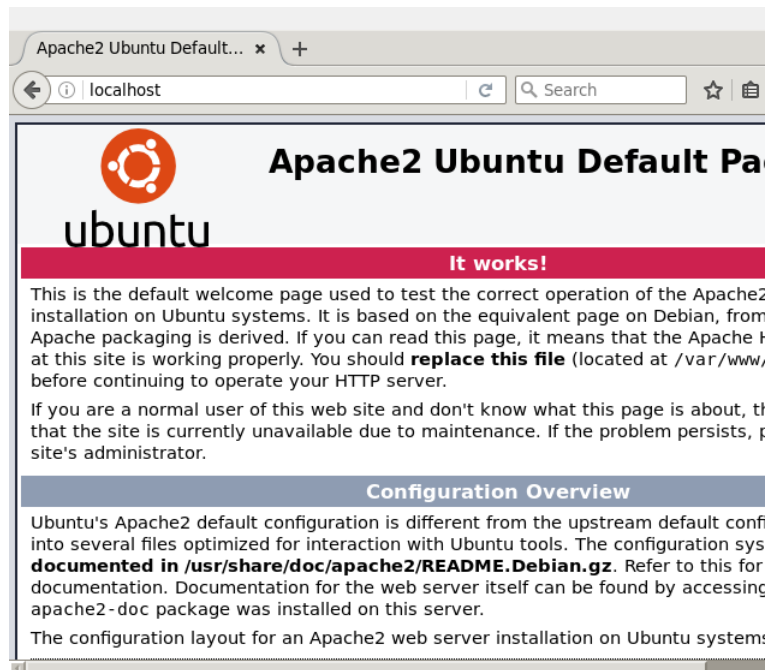 Apache2 Ubuntu Default...
localhost
Search
Apache2 Ubuntu Default
ubuntu
It works!
This is the default welcome page used to test the correct operation of the Apache2
installation on Ubuntu systems. It is based on the equivalent page on Debian, from
Apache packaging is derived. If you can read this page, it means that the Apache
at this site is working properly. You should replace this file (located at /var/www/
before continuing to operate your HTTP server.
If you are a normal user of this web site and don't know what this page is about,
that the site is currently unavailable due to maintenance. If the problem persists,
site's administrator.
Configuration Overview
Ubuntu's Apache2 default configuration is different from the upstream default
into several files optimized for interaction with Ubuntu tools. The configuration
documented in /usr/share/doc/apache2/README.Debian.gz. Refer to this for
documentation. Documentation for the web server itself can be found by accessing
apache2-doc package was installed on this server.
The configuration layout for an Apache2 web server installation on Ubuntu systems